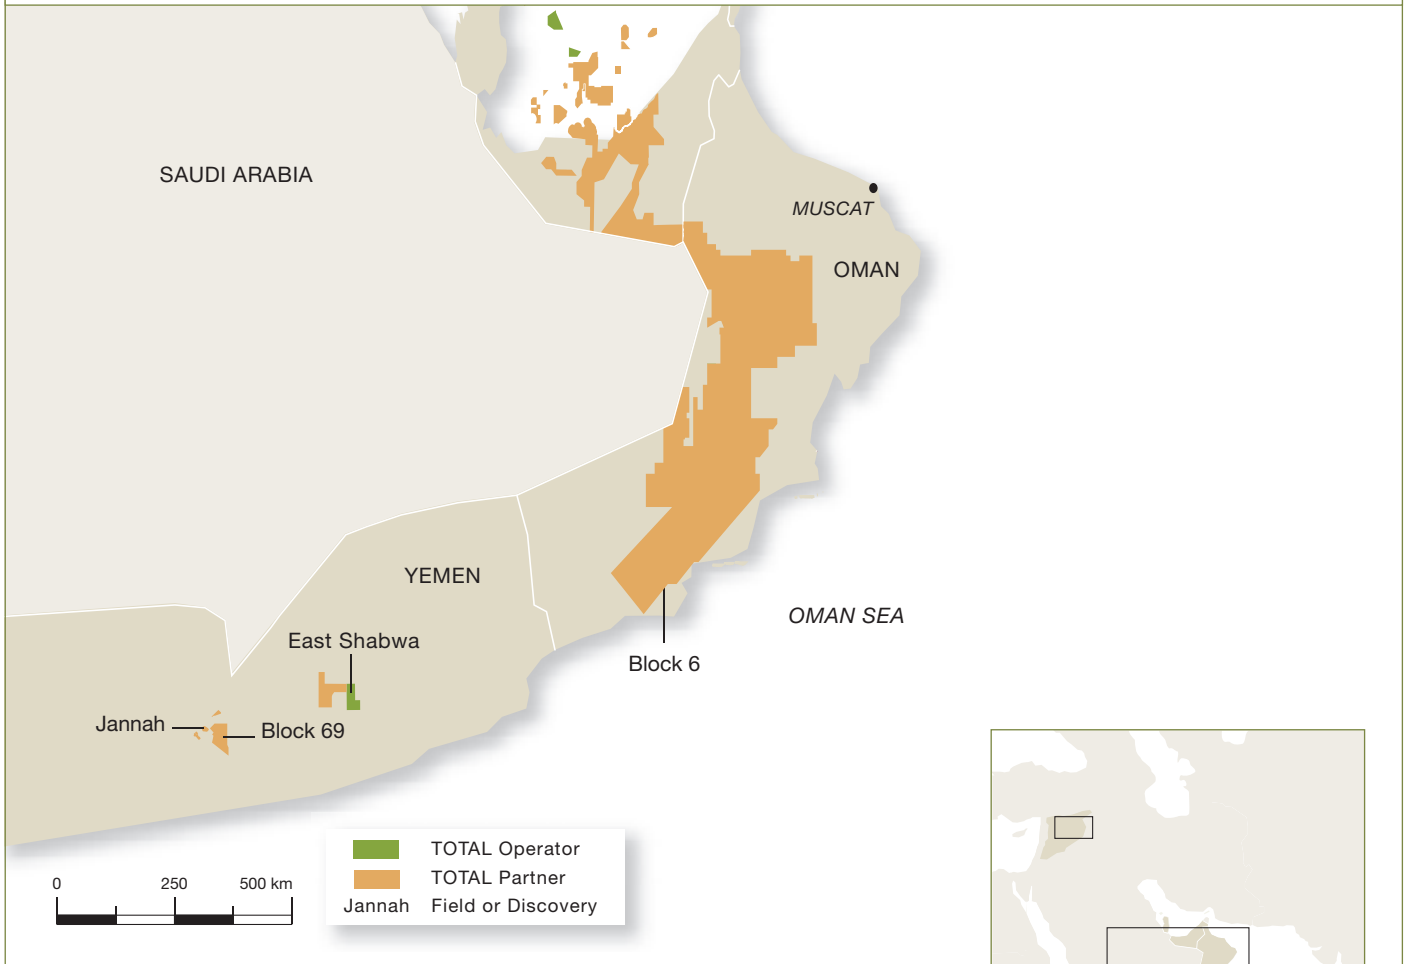 SAUDI ARABIA
MUSCAT
OMAN
YEMEN
OMAN SEA
East Shabwa
Block 6
Jannah
Block 69
TOTAL Operator
TOTAL Partner
Jannah Field or Discovery
0 250 500 km